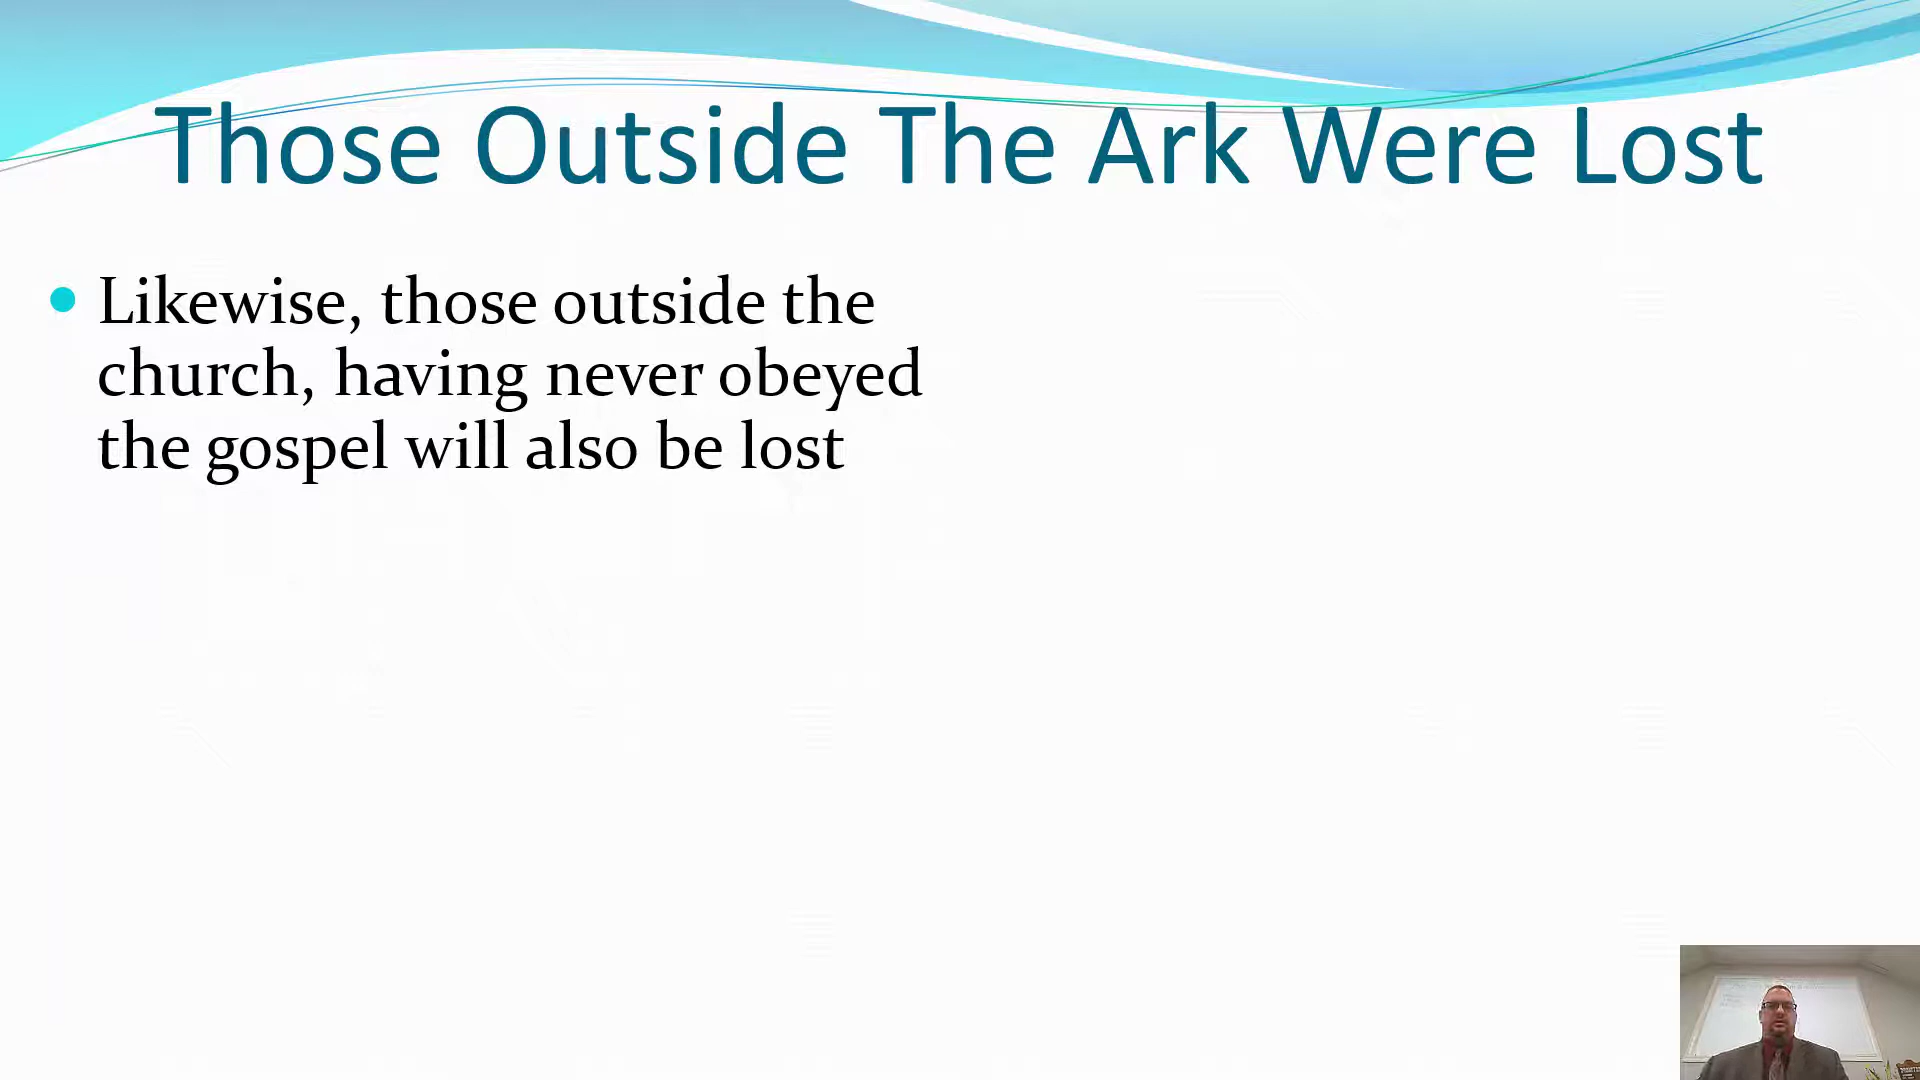 Those Outside The Ark Were Lost
Likewise, those outside the
church, having never obeyed
the gospel will also be lost